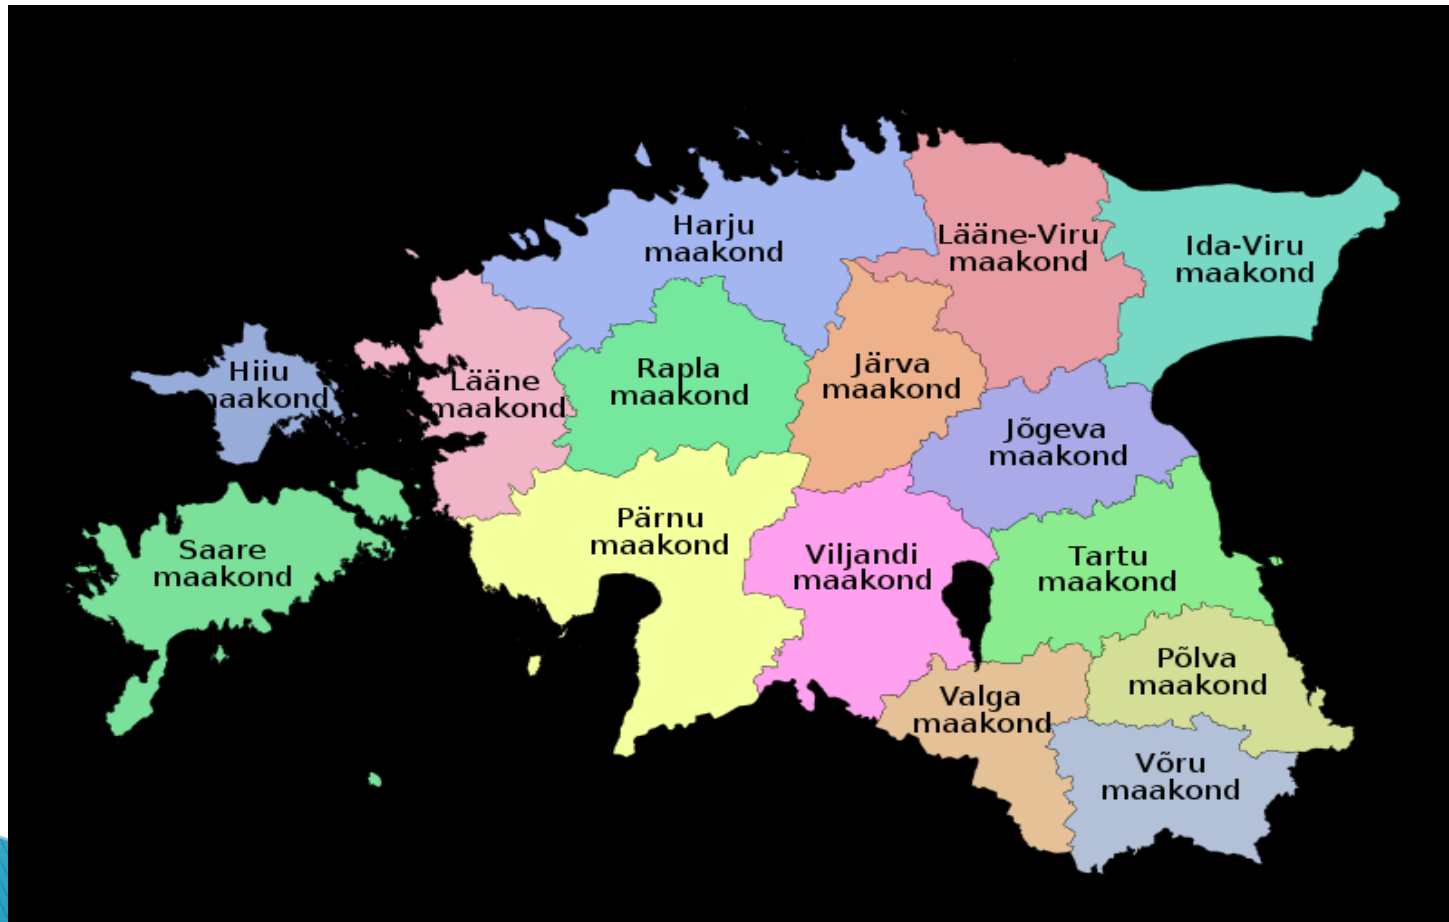 Harju
maakond
Lääne-Viru
maakond
Ida-Viru
maakond
Hiiu
maakond
Lääne
maakond
Rapla
maakond
Järva
maakond
Jõgeva
maakond
Saare
maakond
Pärnu
maakond
Viljandi
maakond
Tartu
maakond
Põlva
maakond
Valga
maakond
Võru
maakond